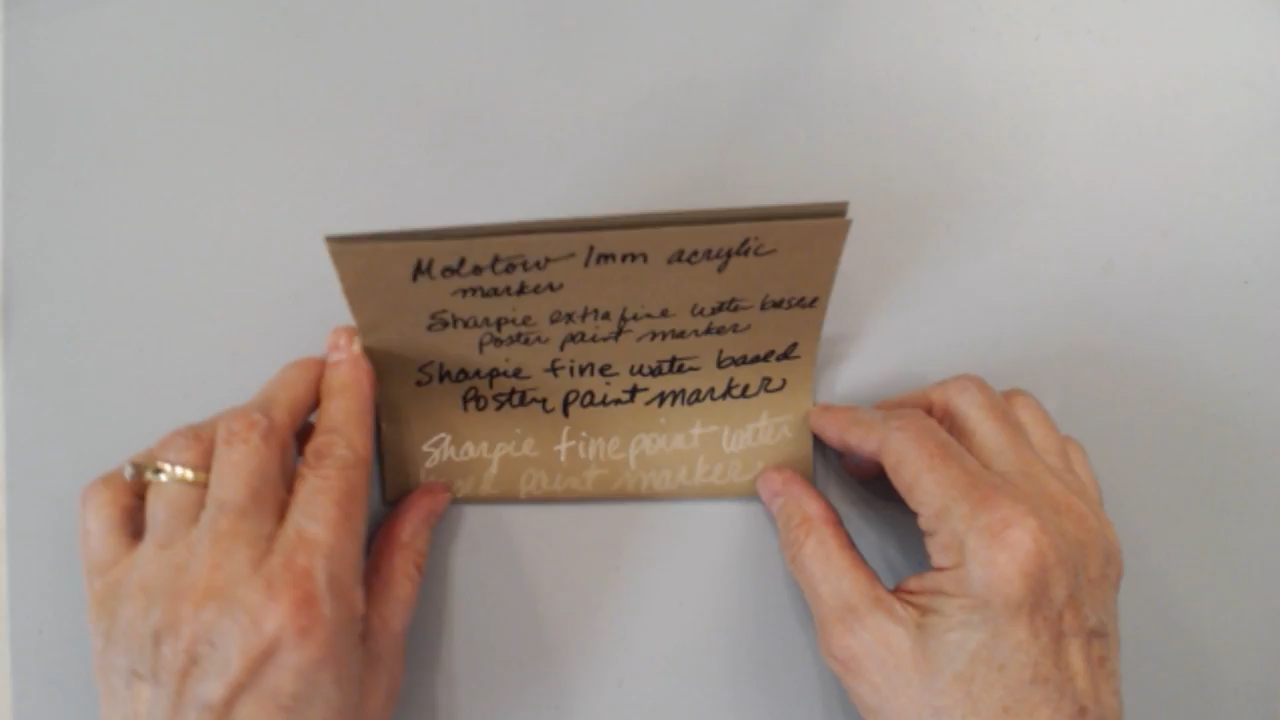 Molotow 1mm acrylic
marker
Sharpie extra fine water based
Poster paint marker
Sharpie fine water based
Poster paint marker
Sharpie fine point water
based paint marker